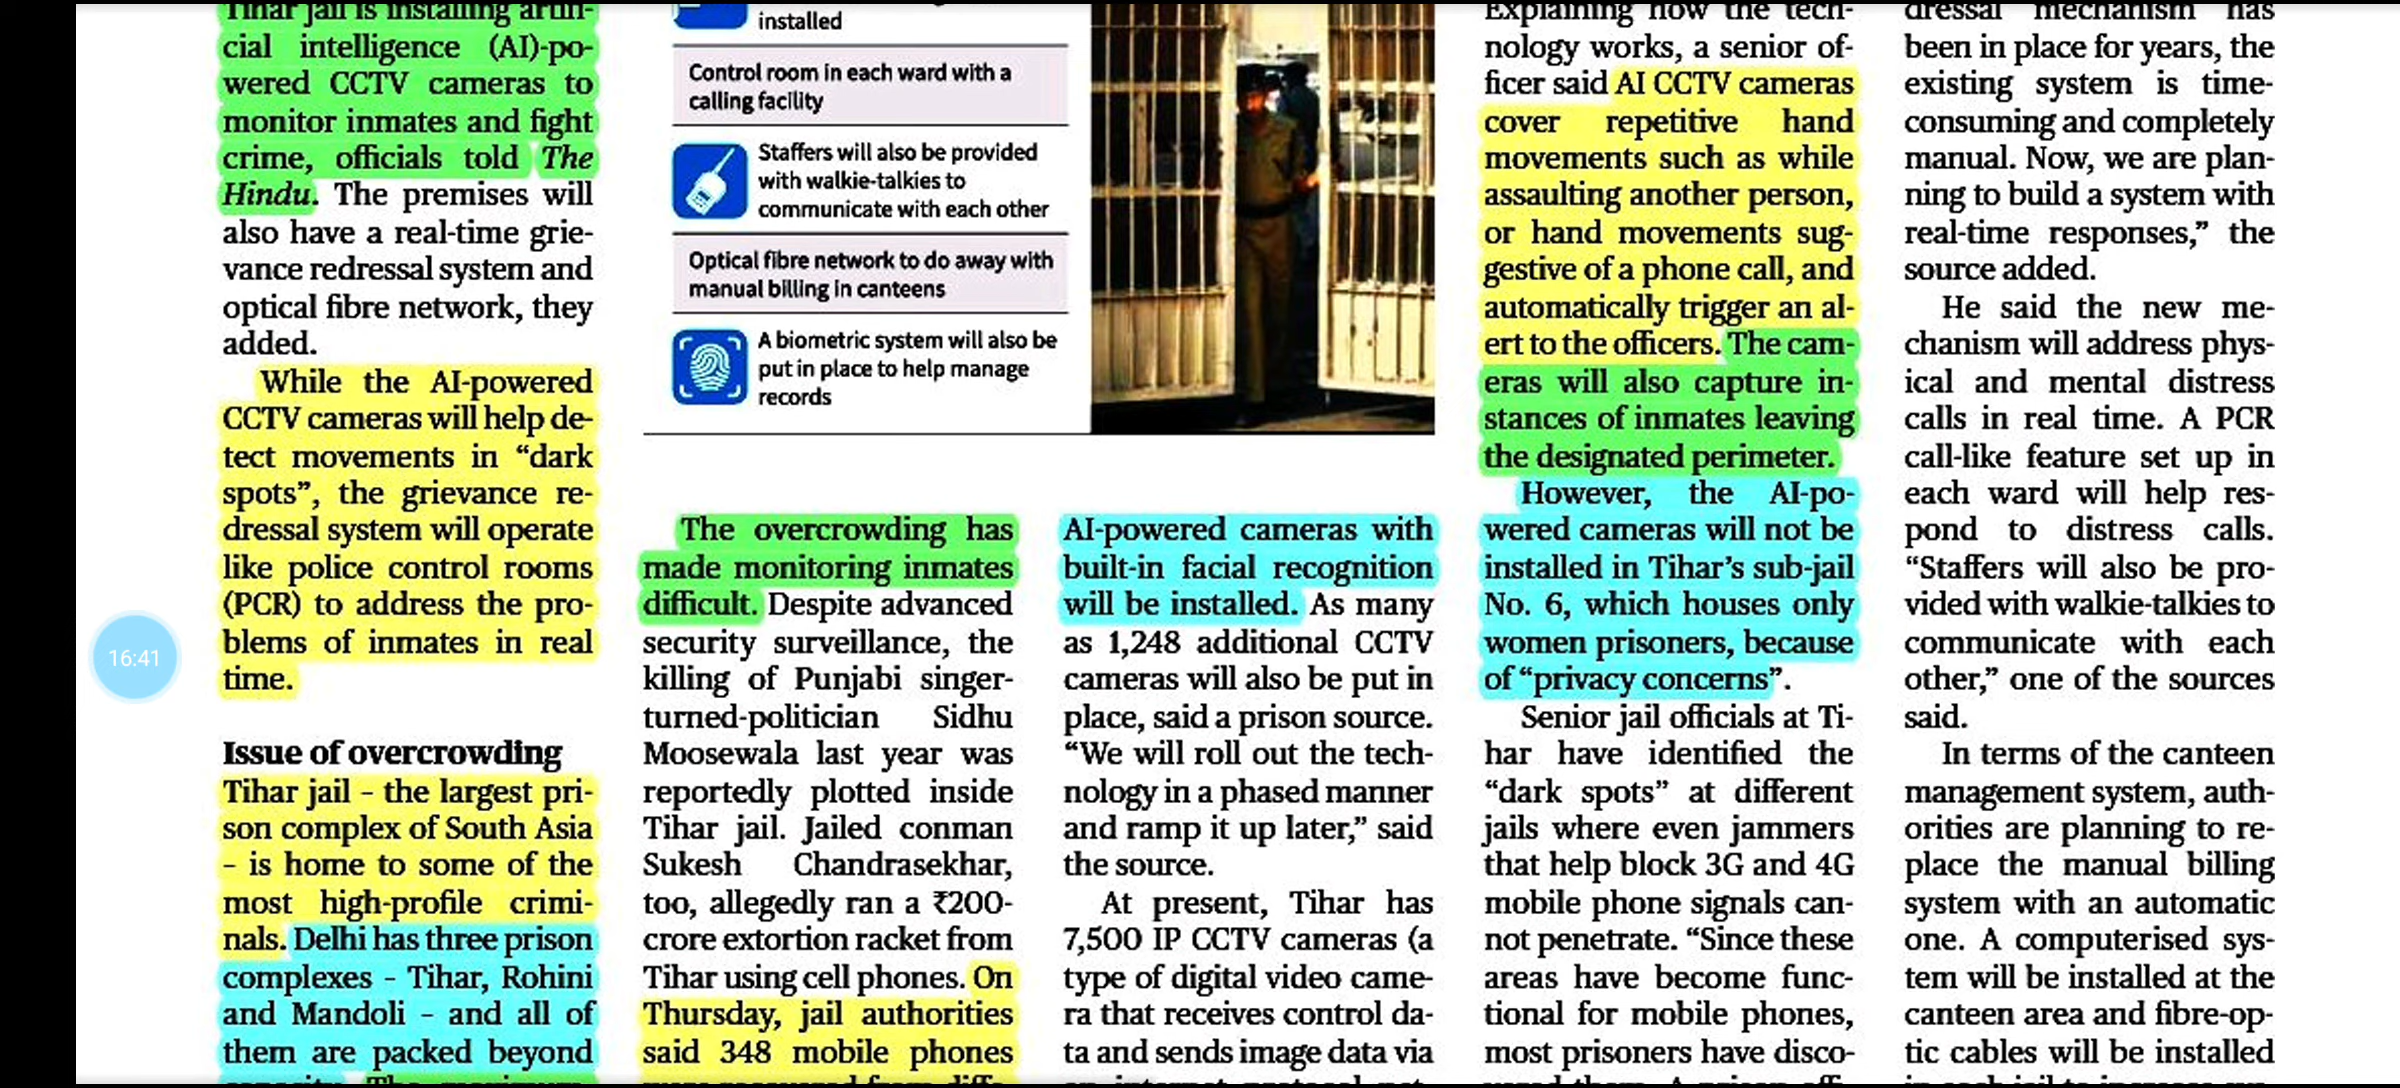 Tihar jail is installing artifi-
cial intelligence (AI)-po-
wered CCTV cameras to
monitor inmates and fight
crime, officials told The
Hindu. The premises will
also have a real-time grie-
vance redressal system and
optical fibre network, they
added.
While the AI-powered
CCTV cameras will help de-
tect movements in “dark
spots”, the grievance re-
dressal system will operate
like police control rooms
(PCR) to address the pro-
blems of inmates in real
time.
Issue of overcrowding
Tihar jail – the largest pri-
son complex of South Asia
– is home to some of the
most high-profile crimi-
nals. Delhi has three prison
complexes – Tihar, Rohini
and Mandoli – and all of
them are packed beyond
installed
Control room in each ward with a
calling facility
Staffers will also be provided
with walkie-talkies to
communicate with each other
Optical fibre network to do away with
manual billing in canteens
A biometric system will also be
put in place to help manage
records
The overcrowding has
made monitoring inmates
difficult. Despite advanced
security surveillance, the
killing of Punjabi singer-
turned-politician Sidhu
Moosewala last year was
reportedly plotted inside
Tihar jail. Jailed conman
Sukesh Chandrasekhar,
too, allegedly ran a ₹200-
crore extortion racket from
Tihar using cell phones. On
Thursday, jail authorities
said 348 mobile phones
AI-powered cameras with
built-in facial recognition
will be installed. As many
as 1,248 additional CCTV
cameras will also be put in
place, said a prison source.
“We will roll out the tech-
nology in a phased manner
and ramp it up later,” said
the source.
At present, Tihar has
7,500 IP CCTV cameras (a
type of digital video came-
ra that receives control da-
ta and sends image data via
Explaining how the tech-
nology works, a senior of-
ficer said AI CCTV cameras
cover repetitive hand
movements such as while
assaulting another person,
or hand movements sug-
gestive of a phone call, and
automatically trigger an al-
ert to the officers. The cam-
eras will also capture in-
stances of inmates leaving
the designated perimeter.
However, the AI-po-
wered cameras will not be
installed in Tihar’s sub-jail
No. 6, which houses only
women prisoners, because
of “privacy concerns”.
Senior jail officials at Ti-
har have identified the
“dark spots” at different
jails where even jammers
that help block 3G and 4G
mobile phone signals can-
not penetrate. “Since these
areas have become func-
tional for mobile phones,
most prisoners have disco-
dressal mechanism has
been in place for years, the
existing system is time-
consuming and completely
manual. Now, we are plan-
ning to build a system with
real-time responses,” the
source added.
He said the new me-
chanism will address phys-
ical and mental distress
calls in real time. A PCR
call-like feature set up in
each ward will help res-
pond to distress calls.
“Staffers will also be pro-
vided with walkie-talkies to
communicate with each
other,” one of the sources
said.
In terms of the canteen
management system, auth-
orities are planning to re-
place the manual billing
system with an automatic
one. A computerised sys-
tem will be installed at the
canteen area and fibre-op-
tic cables will be installed
16:41